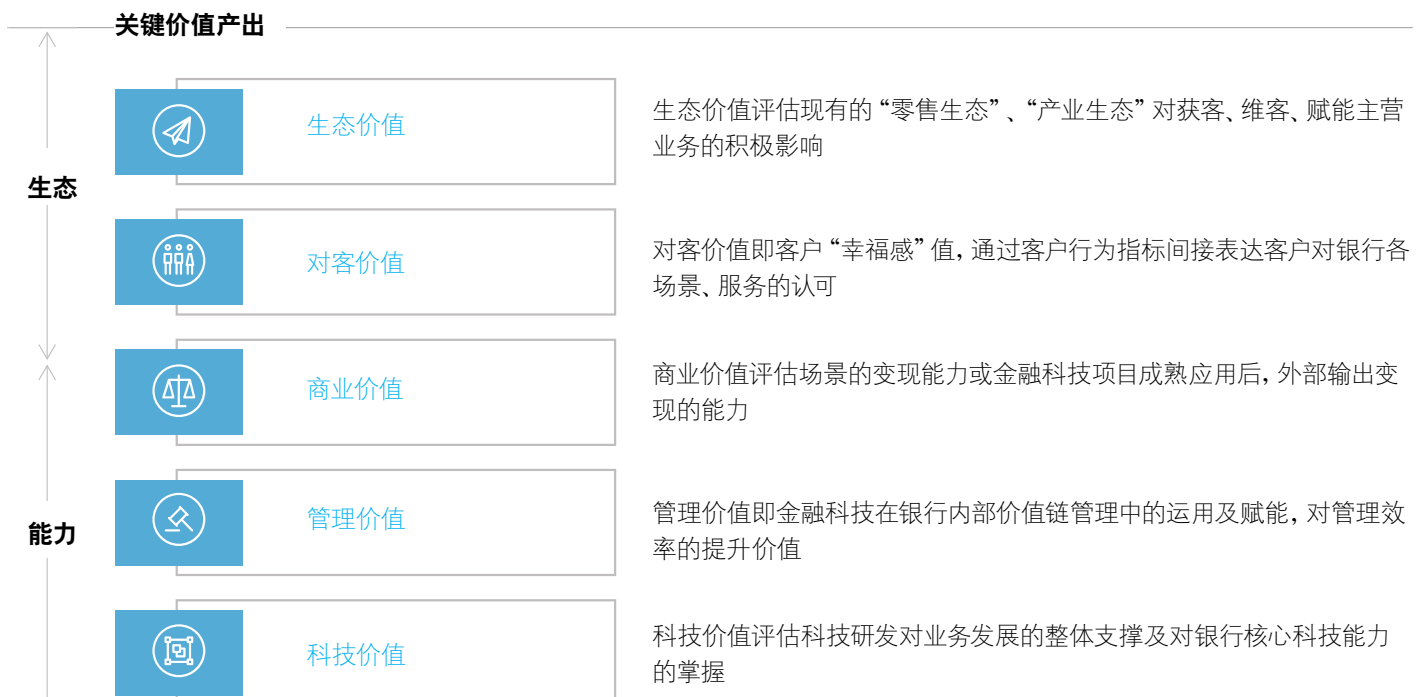 关键价值产出
生态价值
生态价值评估现有的“零售生态”、“产业生态”对获客、维客、赋能主营
业务的积极影响
生态
对客价值
对客价值即客户“幸福感”值，通过客户行为指标间接表达客户对银行各
场景、服务的认可
商业价值
商业价值评估场景的变现能力或金融科技项目成熟应用后，外部输出变
现的能力
能力
管理价值
管理价值即金融科技在银行内部价值链管理中的运用及赋能，对管理效
率的提升价值
科技价值
科技价值评估科技研发对业务发展的整体支撑及对银行核心科技能力
的掌握